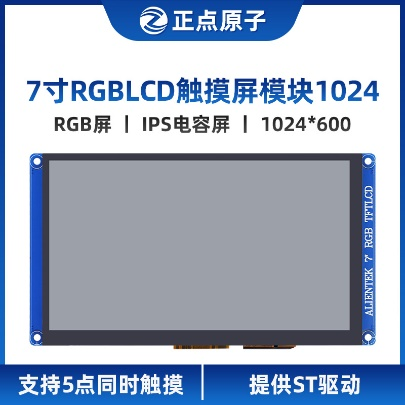 正点原子
7寸RGBLCD触摸屏模块1024
RGB屏 | IPS电容屏 | 1024*600
ALIENTEK 7 RGB TFTLCD
支持5点同时触摸
提供ST驱动